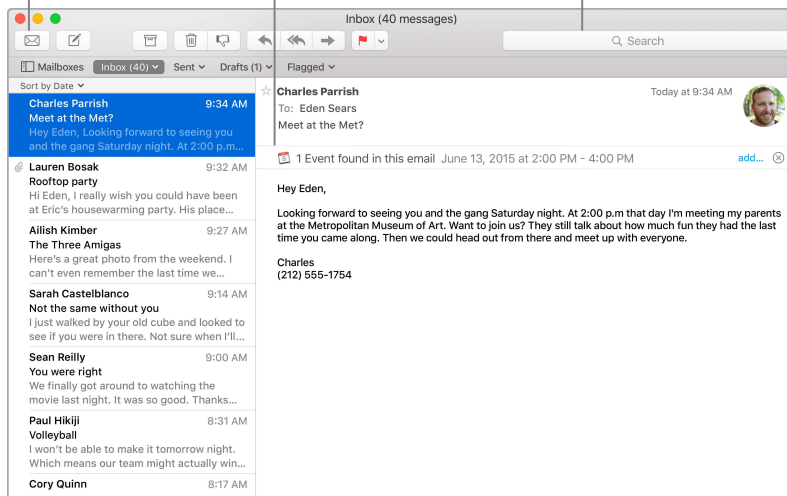 Inbox (40 messages)
Search
Mailboxes Inbox (40) Sent Drafts (1) Flagged
Sort by Date
Charles Parrish 9:34 AM
Meet at the Met?
Hey Eden, Looking forward to seeing you
and the gang Saturday night. At 2:00 p.m...
Lauren Bosak 9:32 AM
Rooftop party
Hi Eden, I really wish you could have been
at Eric's housewarming party. His place...
Ailish Kimber 9:27 AM
The Three Amigas
Here's a great photo from the weekend. I
can't even remember the last time we...
Sarah Castelblanco 9:14 AM
Not the same without you
I just walked by your old cube and looked to
see if you were in there. Not sure when I'll...
Sean Reilly 9:00 AM
You were right
We finally got around to watching the
movie last night. It was so good. Thanks...
Paul Hikiji 8:31 AM
Volleyball
I won't be able to make it tomorrow night.
Which means our team might actually win...
Cory Quinn 8:17 AM
Charles Parrish Today at 9:34 AM
To: Eden Sears
Meet at the Met?
1 Event found in this email June 13, 2015 at 2:00 PM - 4:00 PM add...
Hey Eden,
Looking forward to seeing you and the gang Saturday night. At 2:00 p.m that day I'm meeting my parents
at the Metropolitan Museum of Art. Want to join us? They still talk about how much fun they had the last
time you came along. Then we could head out from there and meet up with everyone.
Charles
(212) 555-1754